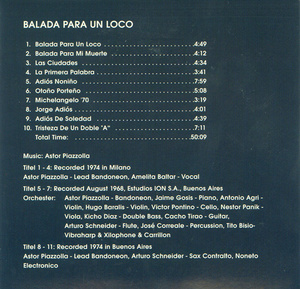 BALADA PARA UN LOCO
1. Balada Para Un Loco ..........................4:49
2. Balada Para Mi Muerte ..........................4:12
3. Las Ciudades ..........................4:34
4. La Primera Palabra ..........................3:41
5. Adiós Nonino ..........................7:59
6. Otoño Porteño ..........................5:08
7. Michelangelo '70 ..........................3:19
8. Jorge Adiós ..........................4:03
9. Adiós De Soledad ..........................4:39
10. Tristeza De Un Doble "A" ..........................7:11
Total Time: ..........................50:09
Music: Astor Piazzolla
Titel 1 - 4: Recorded 1974 in Milano
Astor Piazzolla - Lead Bandoneon, Amelita Baltar - Vocal
Titel 5 - 7: Recorded August 1968, Estudios ION S.A., Buenos Aires
Orchester: Astor Piazzolla - Bandoneon, Jaime Gosis - Piano, Antonio Agri -
Violin, Hugo Baralis - Violin, Victor Pontino - Cello, Nestor Panik -
Viola, Kicho Diaz - Double Bass, Cacho Tirao - Guitar,
Arturo Schneider - Flute, José Correale - Percussion, Tito Bisio-
Vibraharp & Xilophone & Carrillon
Titel 8 - 11: Recorded 1974 in Buenos Aires
Astor Piazzolla - Lead Bandoneon, Arturo Schneider - Sax Contralto, Noneto
Electronico